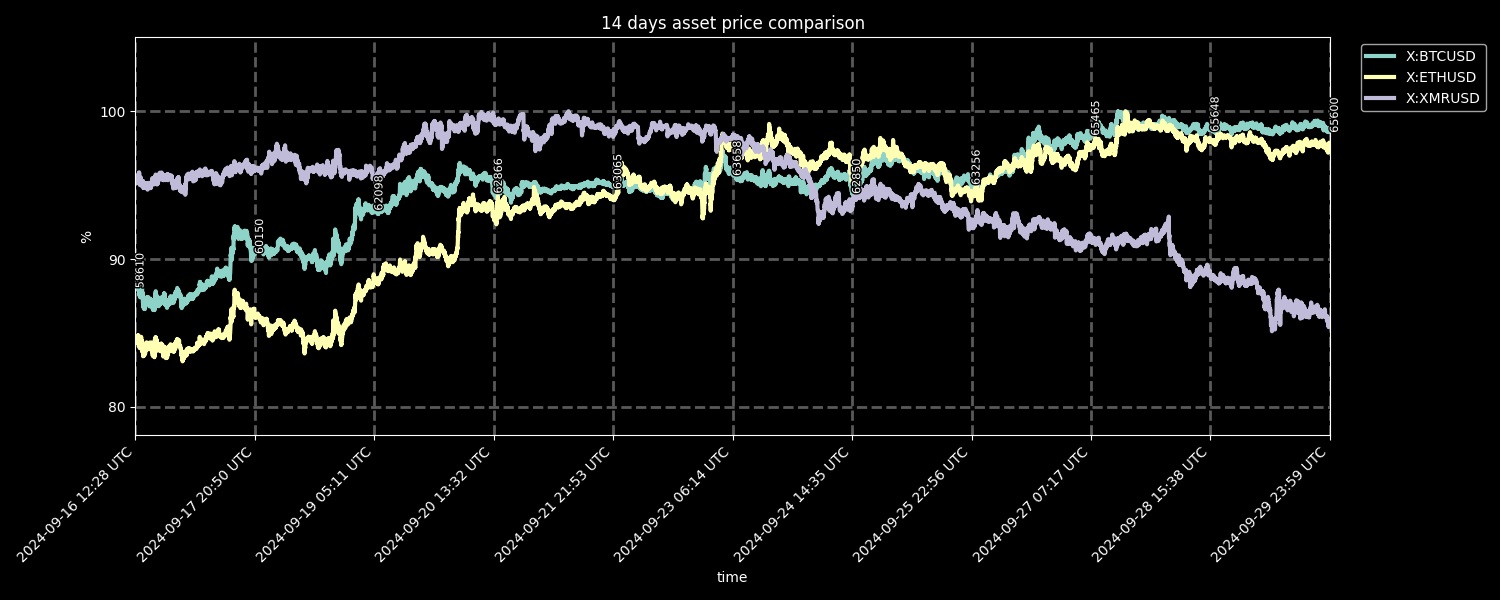 14 days asset price comparison
X:BTCUSD
X:ETHUSD
X:XMRUSD
%
100
90
80
58610
60150
62098
62866
63065
63658
62850
63256
65465
65648
65600
2024-09-16 12:28 UTC
2024-09-17 20:50 UTC
2024-09-19 05:11 UTC
2024-09-20 13:32 UTC
2024-09-21 21:53 UTC
2024-09-23 06:14 UTC
2024-09-24 14:35 UTC
2024-09-25 22:56 UTC
2024-09-27 07:17 UTC
2024-09-28 15:38 UTC
2024-09-29 23:59 UTC
time